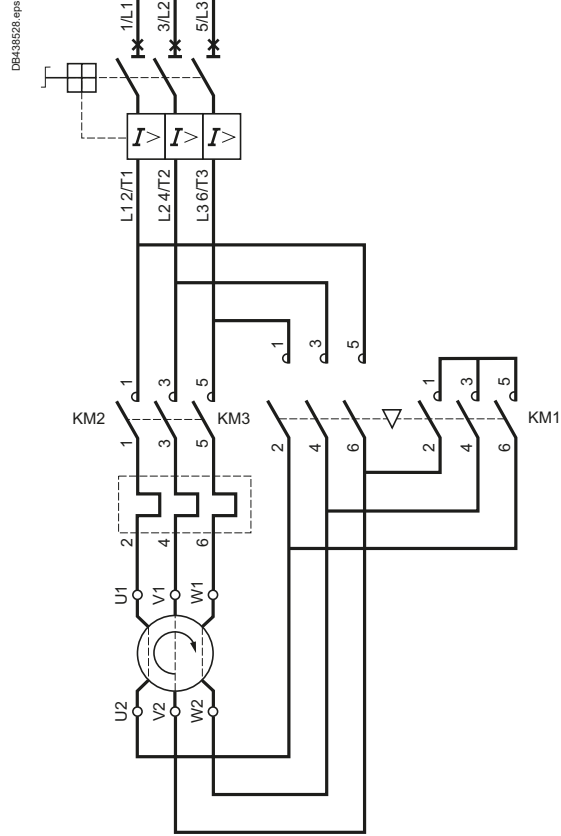 DB438528.eps
1/L1 3/L2 5/L3
I> I> I>
L1 2/T1 L2 4/T2 L3 6/T3
1 3 5
1 3 5
1 3 5
KM2 KM3 KM1
1 3 5
2 4 6
2 4 6
2 4 6
U1 V1 W1
U2 V2 W2